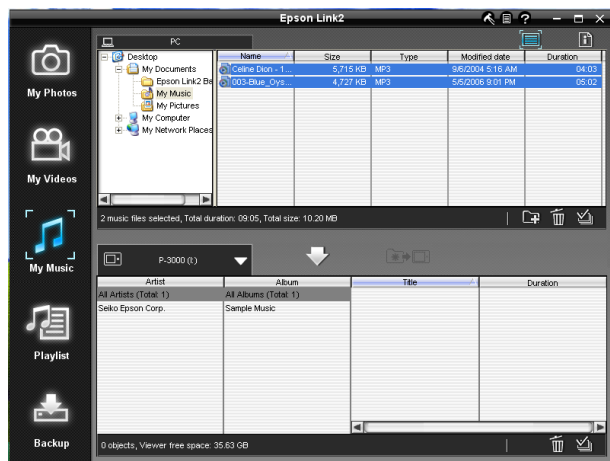 Epson Link2
PC
My Photos
My Videos
My Music
Playlist
Backup
Desktop
My Documents
Epson Link2 Ba
My Music
My Pictures
My Computer
My Network Places
Name Size Type Modified date Duration
Celine Dion - 1... 5,715 KB MP3 9/6/2004 5:16 AM 04:03
003-Blue_Oys... 4,727 KB MP3 5/5/2006 9:01 PM 05:02
2 music files selected, Total duration: 09:05, Total size: 10.20 MB
P-3000 (I:)
Artist Album Title Duration
All Artists (Total: 1) All Albums (Total: 1)
Seiko Epson Corp. Sample Music
0 objects, Viewer free space: 35.63 GB